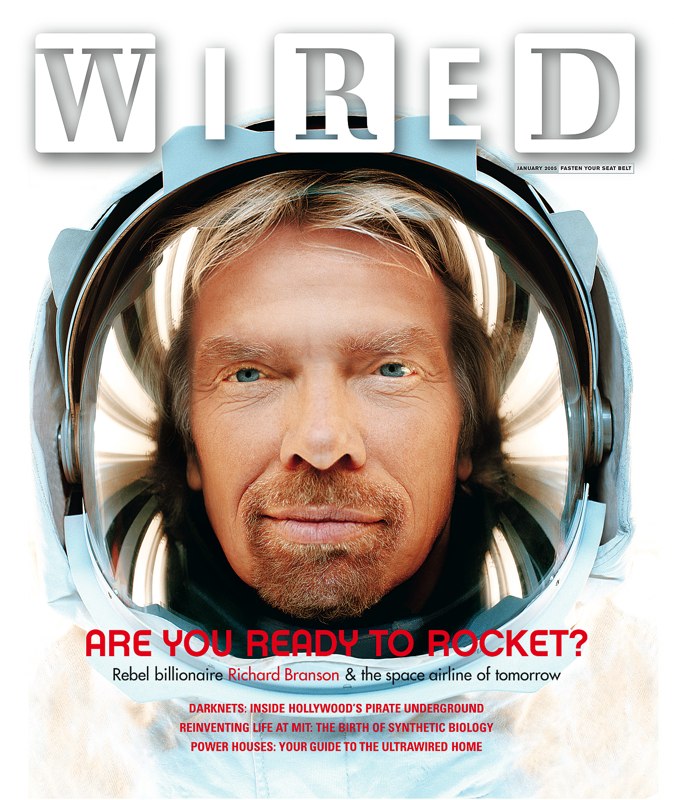 WIRED
JANUARY 2005 FASTEN YOUR SEAT BELT
ARE YOU READY TO ROCKET?
Rebel billionaire Richard Branson & the space airline of tomorrow
DARKNETS: INSIDE HOLLYWOOD'S PIRATE UNDERGROUND
REINVENTING LIFE AT MIT: THE BIRTH OF SYNTHETIC BIOLOGY
POWER HOUSES: YOUR GUIDE TO THE ULTRAWIRED HOME